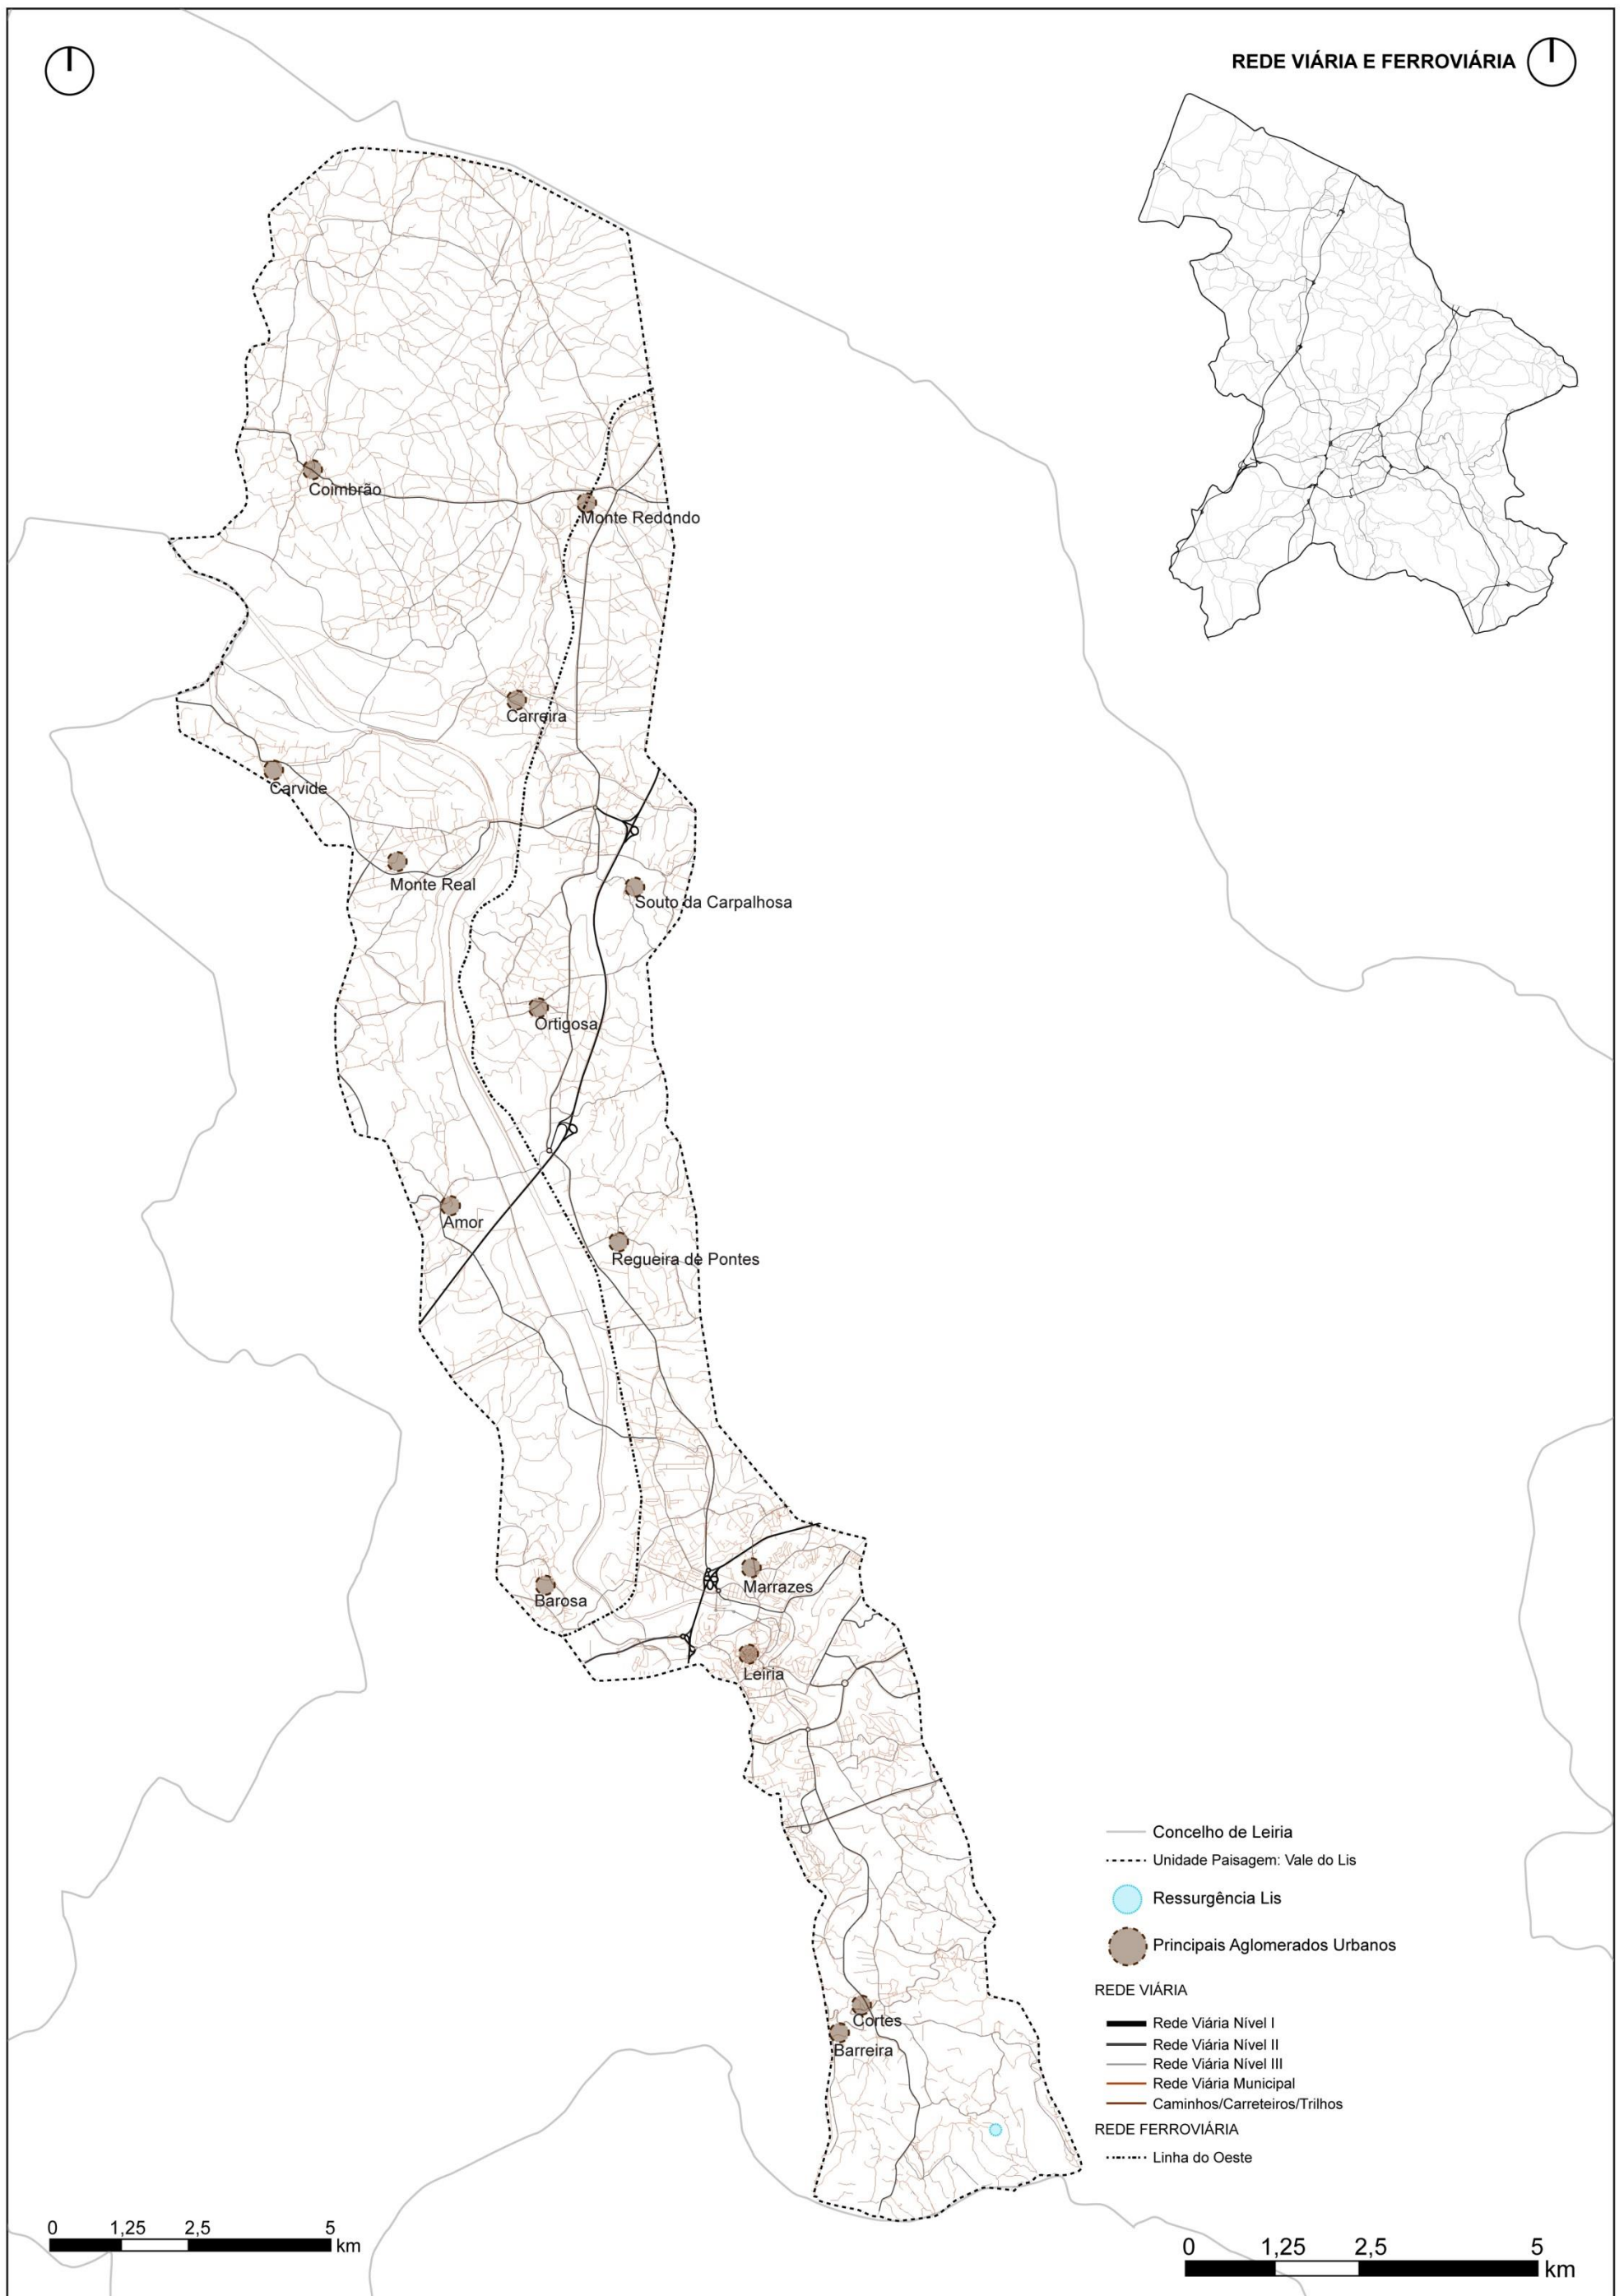 REDE VIÁRIA E FERROVIÁRIA
Coimbrão
Monte Redondo
Carreira
Carvide
Monte Real
Souto da Carpalhosa
Ortigosa
Amor
Regueira de Pontes
Marrazes
Barosa
Leiria
Cortes
Barreira
Concelho de Leiria
Unidade Paisagem: Vale do Lis
Ressurgência Lis
Principais Aglomerados Urbanos
REDE VIÁRIA
Rede Viária Nível I
Rede Viária Nível II
Rede Viária Nível III
Rede Viária Municipal
Caminhos/Carreteiros/Trilhos
REDE FERROVIÁRIA
Linha do Oeste
0 1,25 2,5 5
km
0 1,25 2,5 5
km